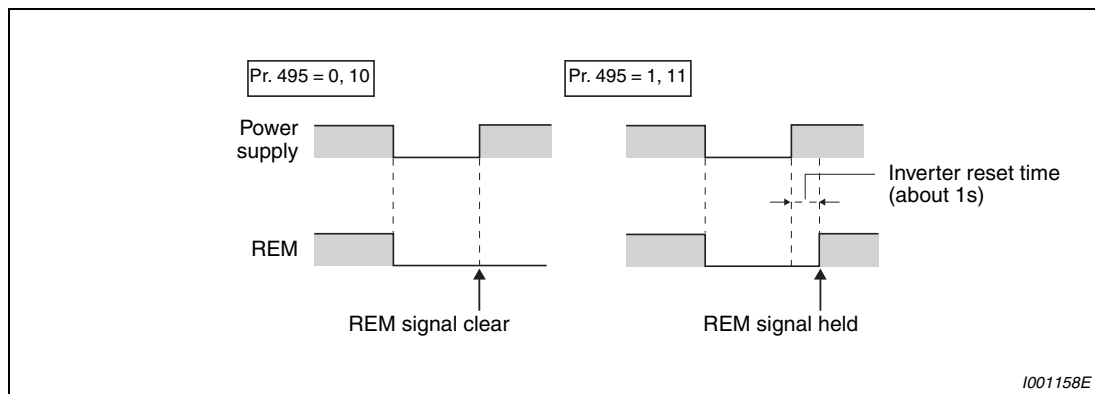 Pr. 495 = 0, 10
Pr. 495 = 1, 11
Power
supply
Inverter reset time
(about 1s)
REM
REM signal clear
REM signal held
I001158E